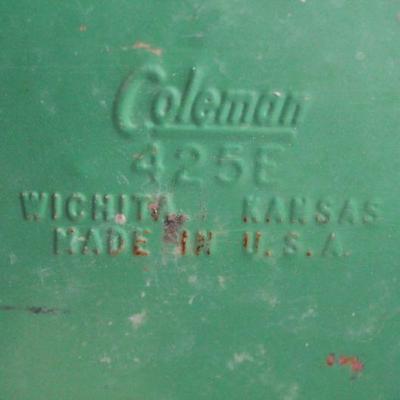 Coleman
425E
WICHITA, KANSAS
MADE IN U.S.A.